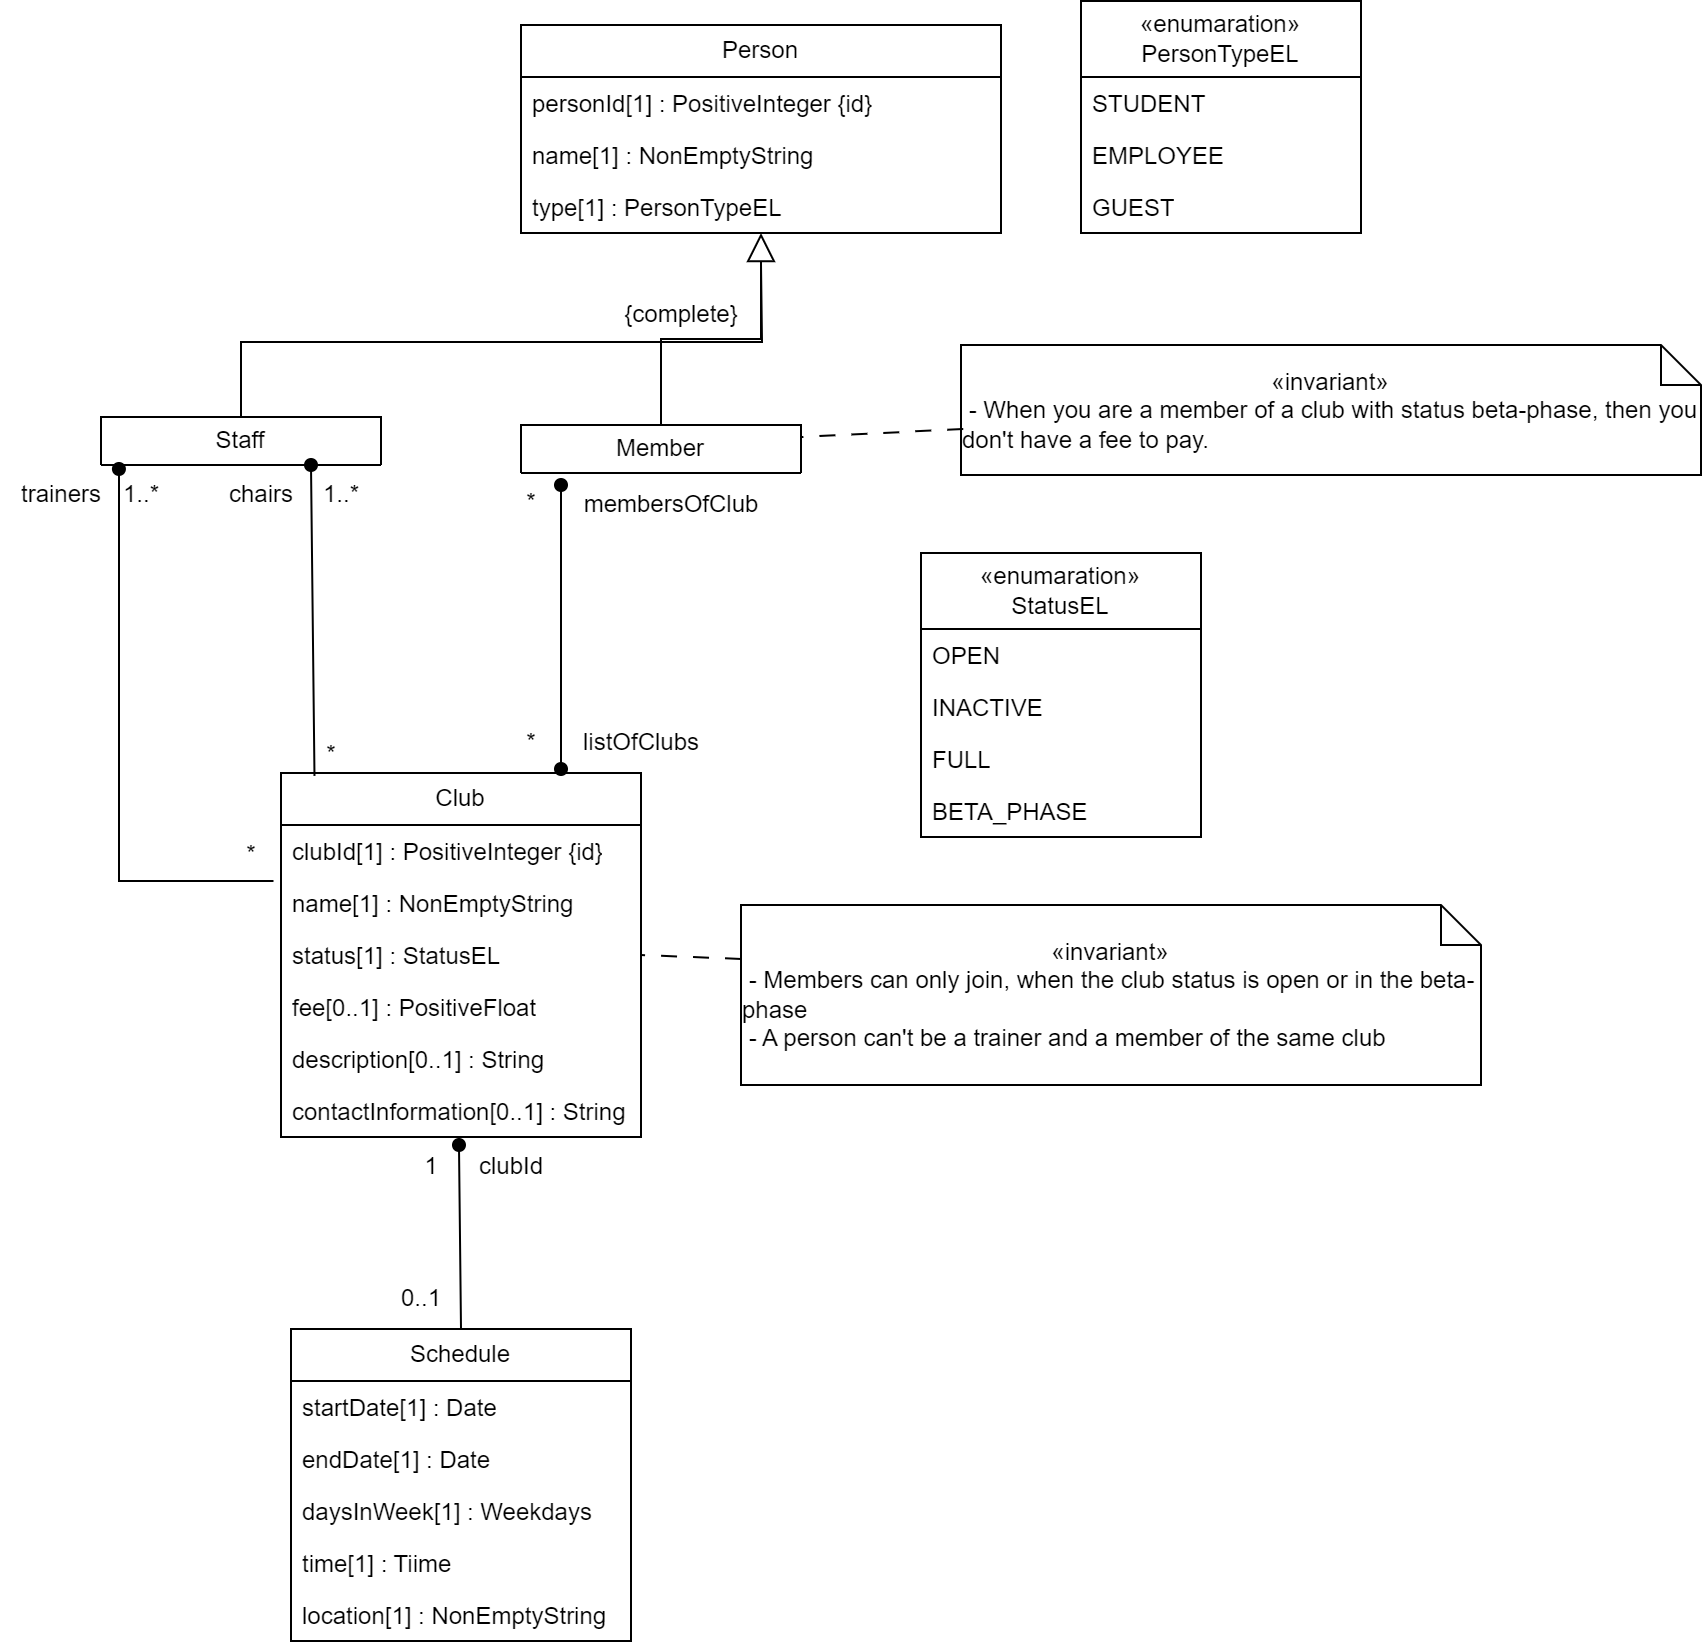 Person
personId[1] : PositiveInteger {id}
name[1] : NonEmptyString
type[1] : PersonTypeEL
«enumaration»
PersonTypeEL
STUDENT
EMPLOYEE
GUEST
{complete}
Staff
Member
«invariant»
- When you are a member of a club with status beta-phase, then you
don't have a fee to pay.
trainers
1..*
chairs
1..*
*
membersOfClub
«enumaration»
StatusEL
OPEN
INACTIVE
FULL
BETA_PHASE
*
*
listOfClubs
*
Club
clubId[1] : PositiveInteger {id}
name[1] : NonEmptyString
status[1] : StatusEL
fee[0..1] : PositiveFloat
description[0..1] : String
contactInformation[0..1] : String
«invariant»
- Members can only join, when the club status is open or in the beta-
phase
- A person can't be a trainer and a member of the same club
1
clubId
0..1
Schedule
startDate[1] : Date
endDate[1] : Date
daysInWeek[1] : Weekdays
time[1] : Tiime
location[1] : NonEmptyString